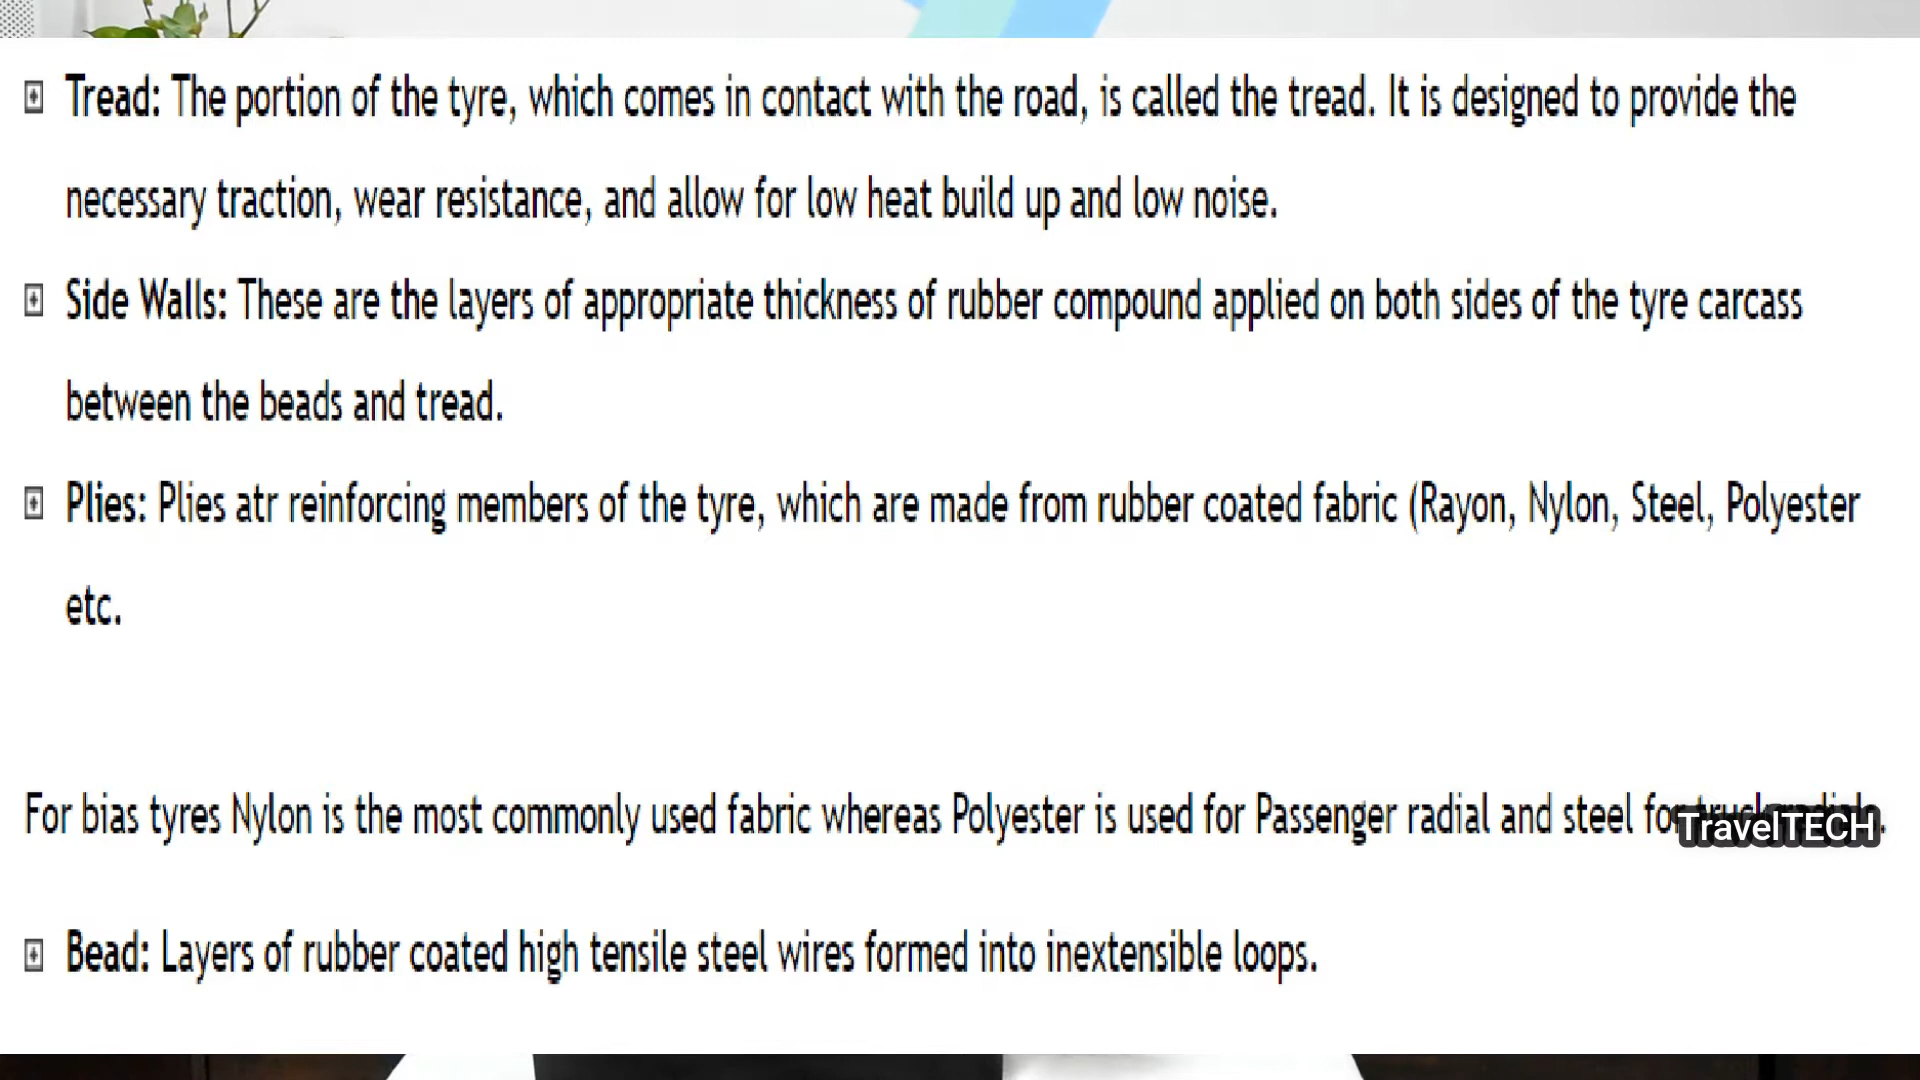 Tread: The portion of the tyre, which comes in contact with the road, is called the tread. It is designed to provide the
necessary traction, wear resistance, and allow for low heat build up and low noise.
Side Walls: These are the layers of appropriate thickness of rubber compound applied on both sides of the tyre carcass
between the beads and tread.
Plies: Plies atr reinforcing members of the tyre, which are made from rubber coated fabric (Rayon, Nylon, Steel, Polyester
etc.
For bias tyres Nylon is the most commonly used fabric whereas Polyester is used for Passenger radial and steel for
TravelTECH
Bead: Layers of rubber coated high tensile steel wires formed into inextensible loops.